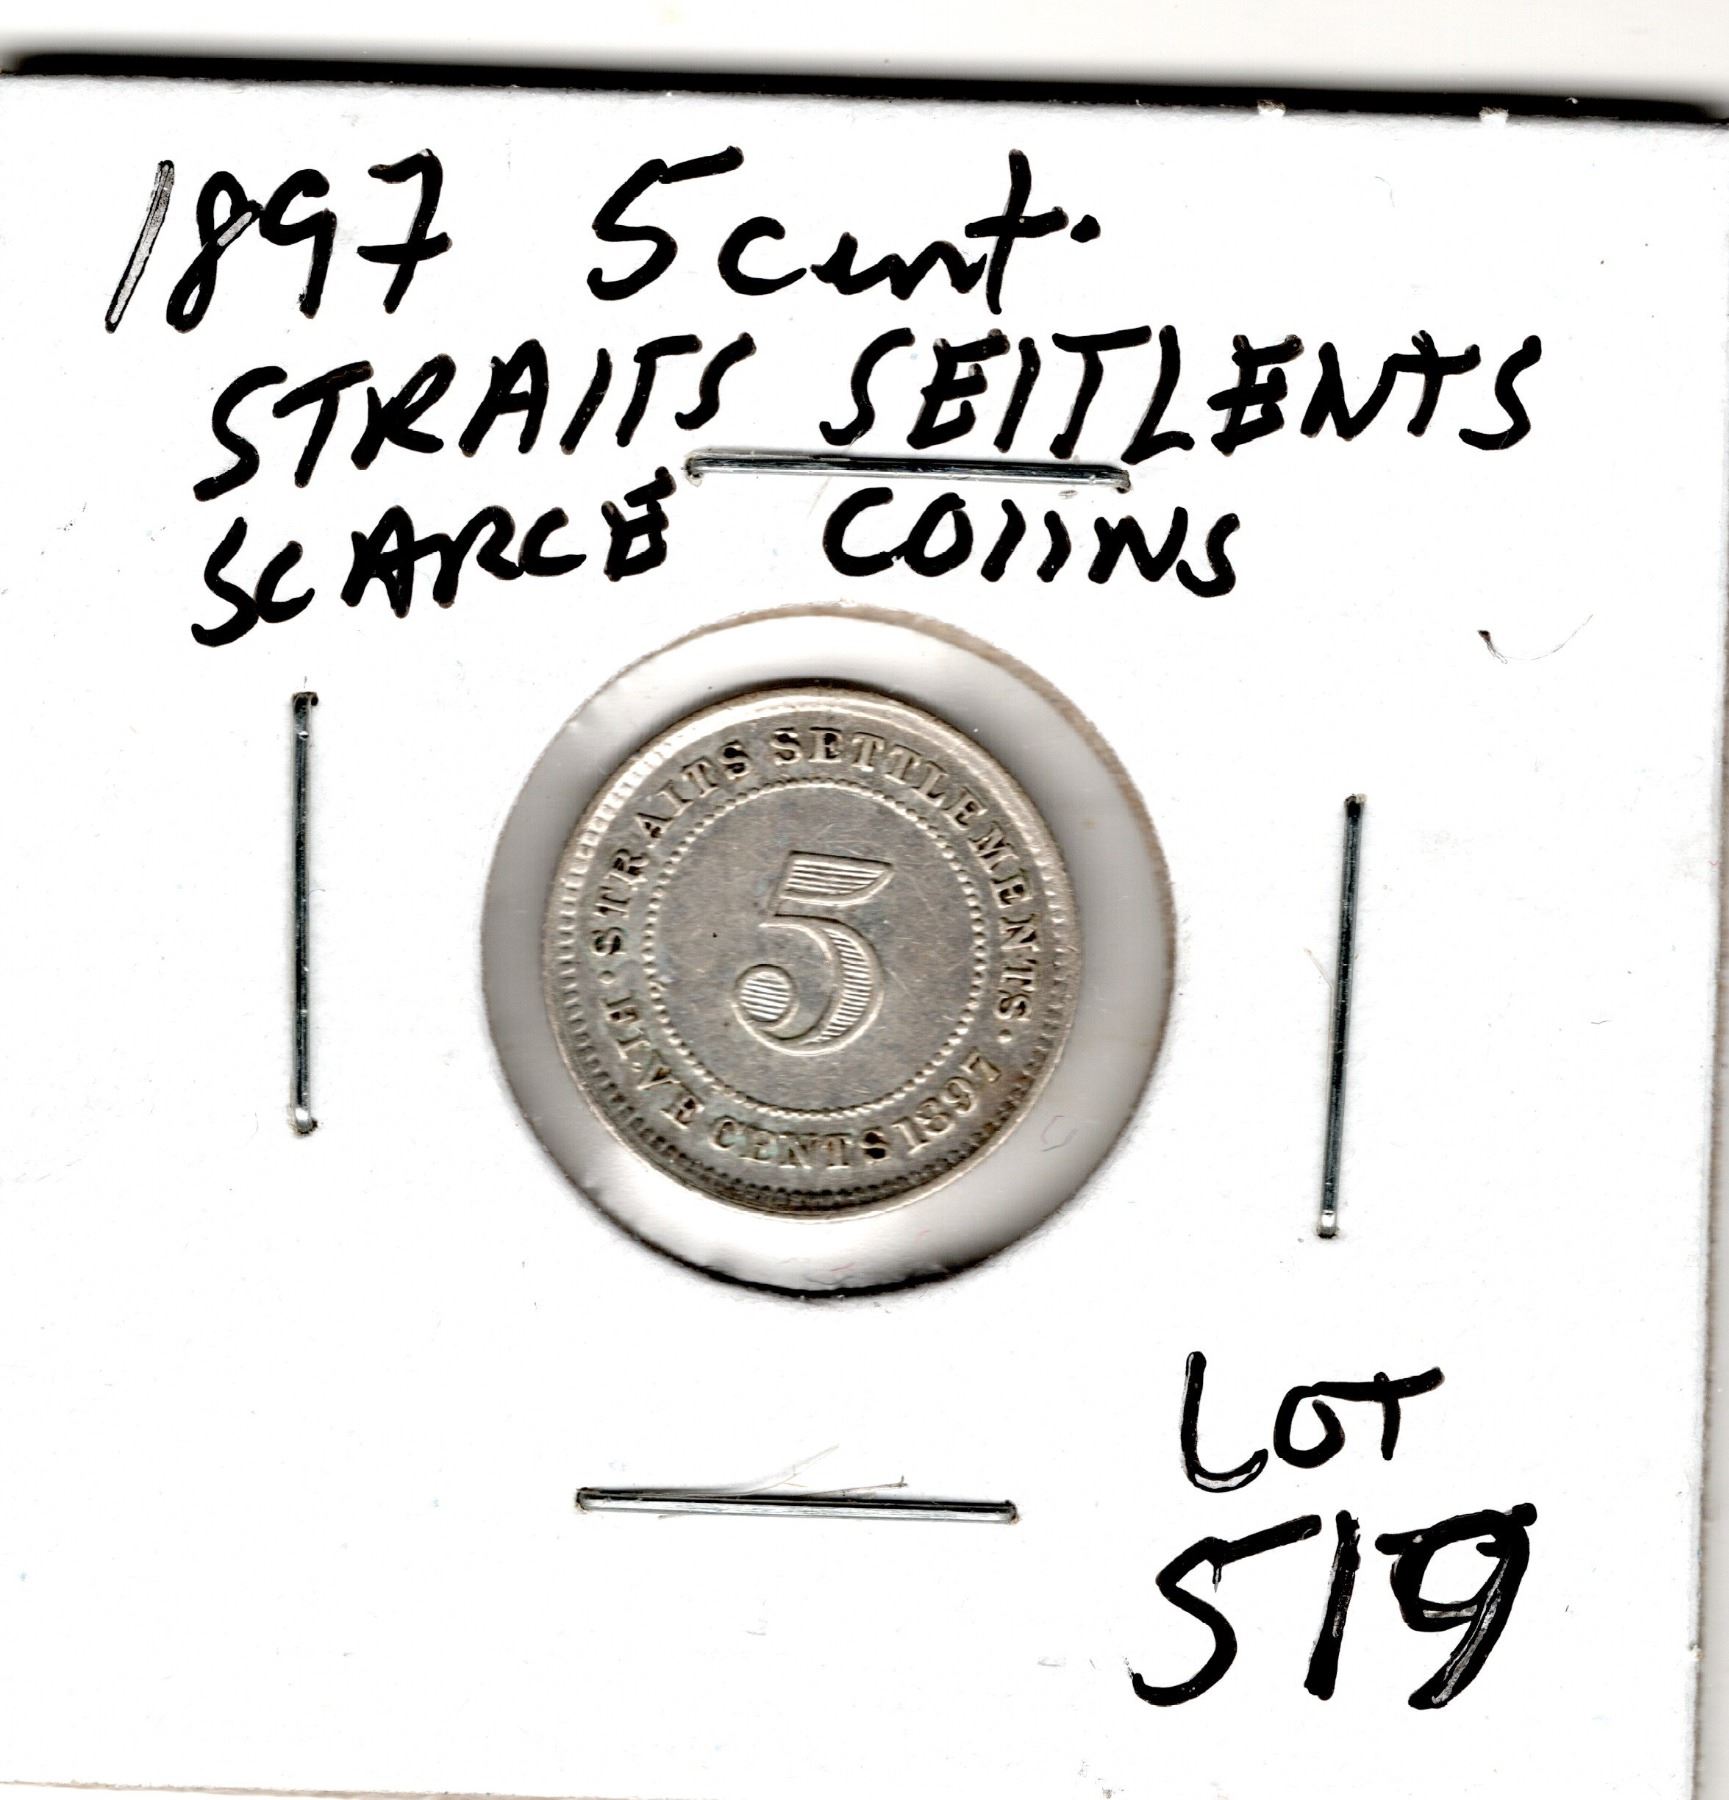 1897 5 cent.
STRAITS SEITLENTS
SCARCE COIINS
· STRAITS SETTLEMENTS ·
5
FIVE CENTS 1897
LOT
519